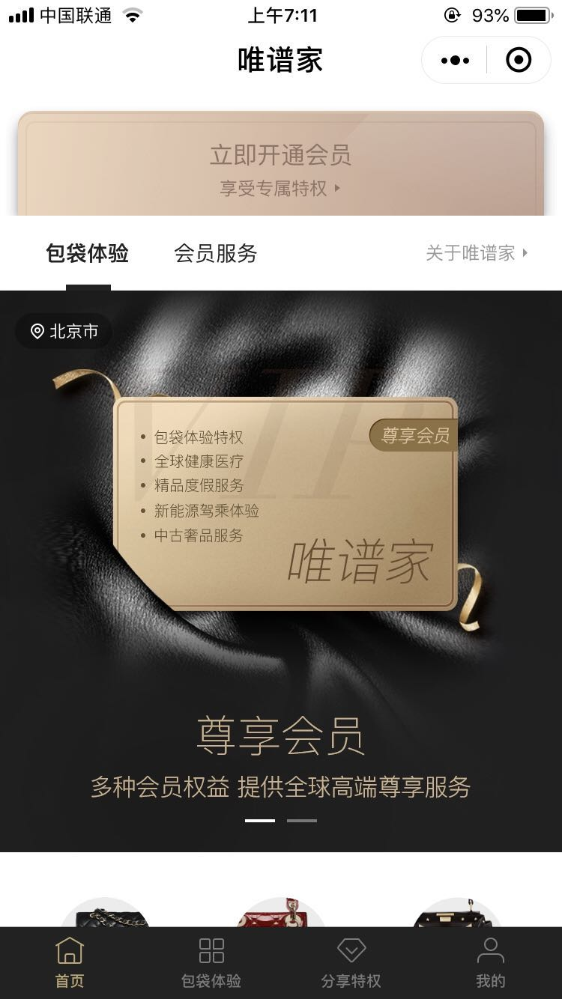 中国联通
上午7:11
93%
唯谱家
立即开通会员
享受专属特权
包袋体验
会员服务
关于唯谱家
北京市
VIP
尊享会员
• 包袋体验特权
• 全球健康医疗
• 精品度假服务
• 新能源驾乘体验
• 中古奢品服务
唯谱家
尊享会员
多种会员权益 提供全球高端尊享服务
首页
包袋体验
分享特权
我的